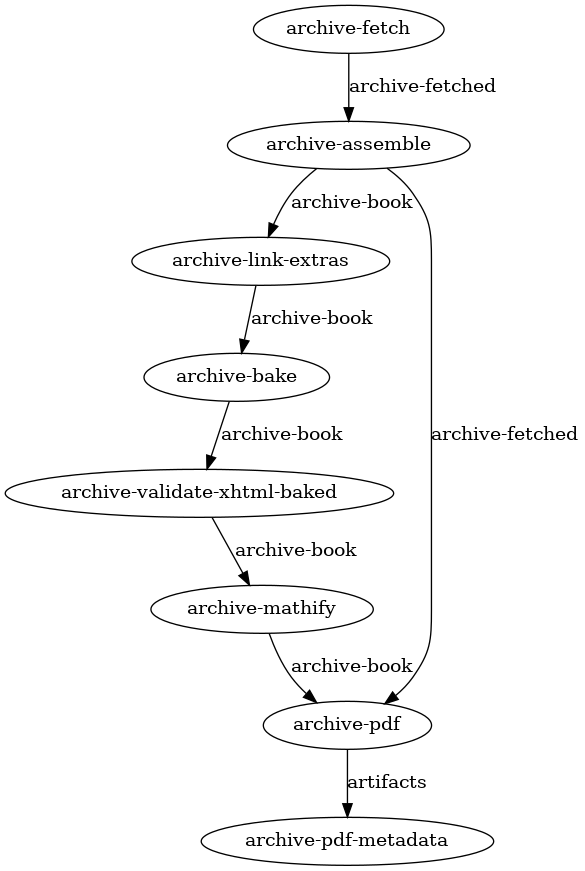 archive-fetch
archive-fetched
archive-assemble
archive-book
archive-link-extras
archive-book
archive-bake
archive-book
archive-fetched
archive-validate-xhtml-baked
archive-book
archive-mathify
archive-book
archive-pdf
artifacts
archive-pdf-metadata